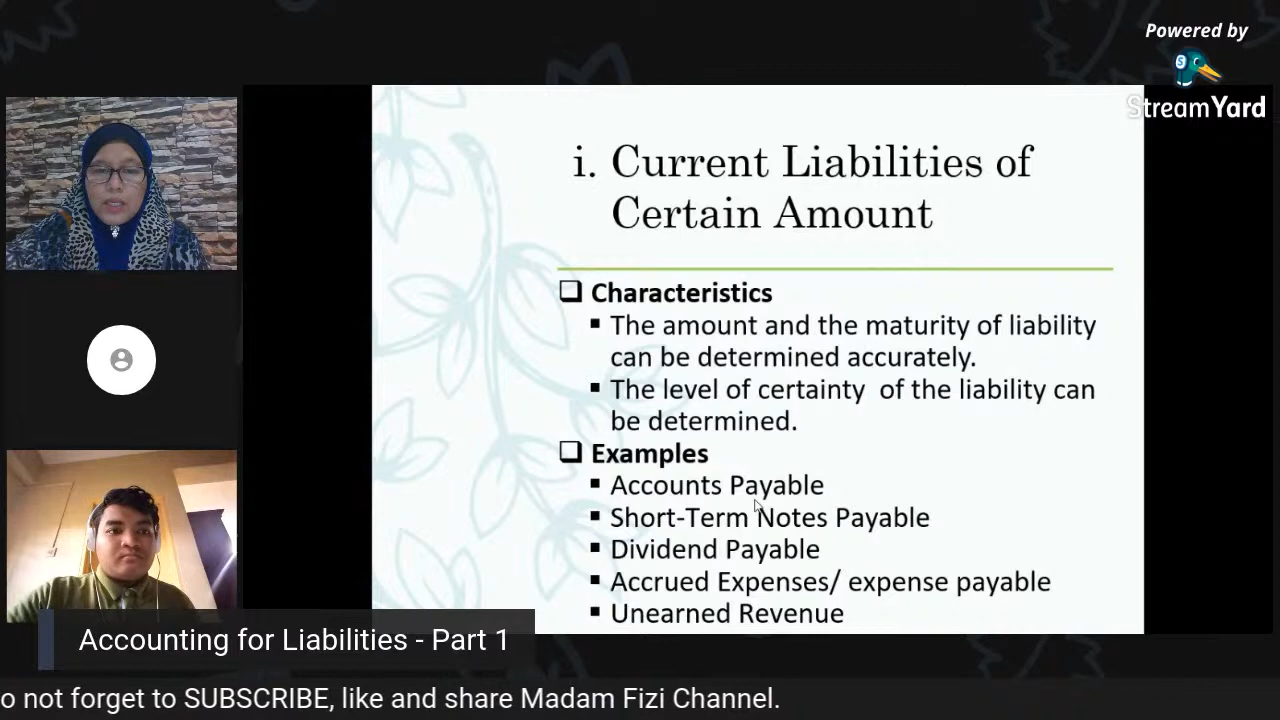 Powered by
StreamYard
i. Current Liabilities of
Certain Amount
Characteristics
The amount and the maturity of liability
can be determined accurately.
The level of certainty of the liability can
be determined.
Examples
Accounts Payable
Short-Term Notes Payable
Dividend Payable
Accrued Expenses/ expense payable
Unearned Revenue
Accounting for Liabilities - Part 1
o not forget to SUBSCRIBE, like and share Madam Fizi Channel.